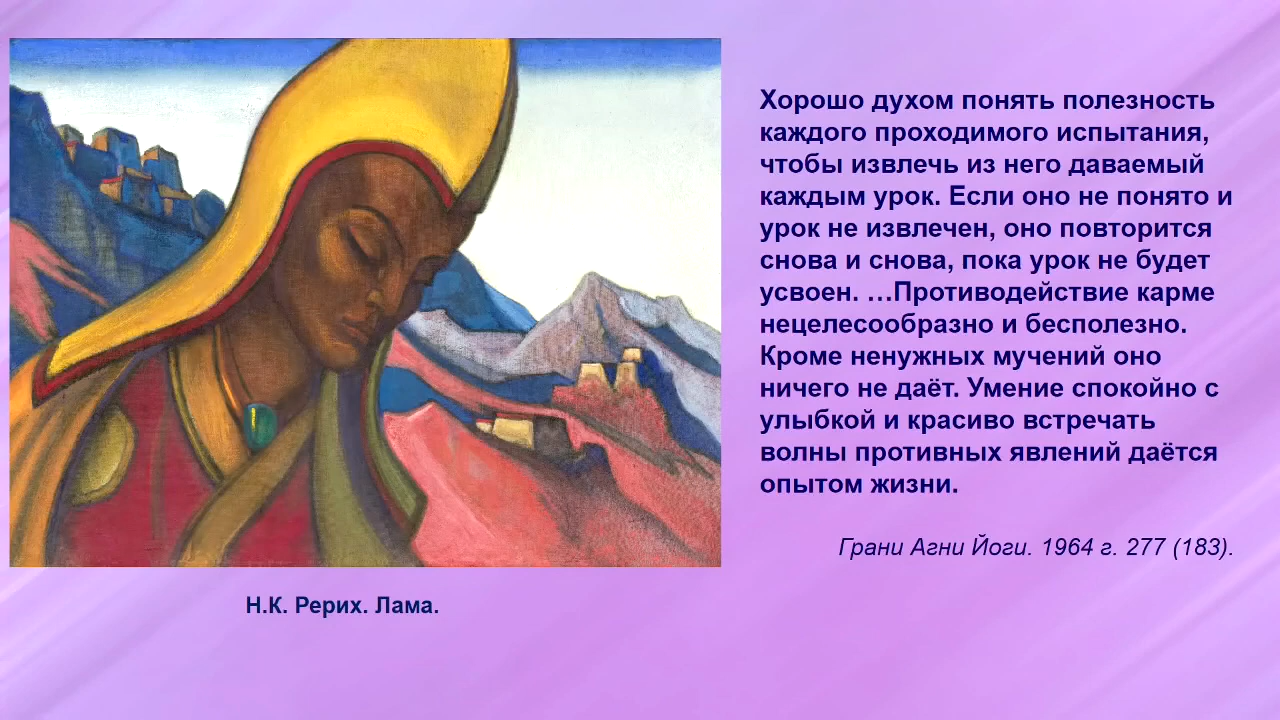 Хорошо духом понять полезность
каждого проходимого испытания,
чтобы извлечь из него даваемый
каждым урок. Если оно не понято и
урок не извлечен, оно повторится
снова и снова, пока урок не будет
усвоен. …Противодействие карме
нецелесообразно и бесполезно.
Кроме ненужных мучений оно
ничего не даёт. Умение спокойно с
улыбкой и красиво встречать
волны противных явлений даётся
опытом жизни.
Грани Агни Йоги. 1964 г. 277 (183).
Н.К. Рерих. Лама.